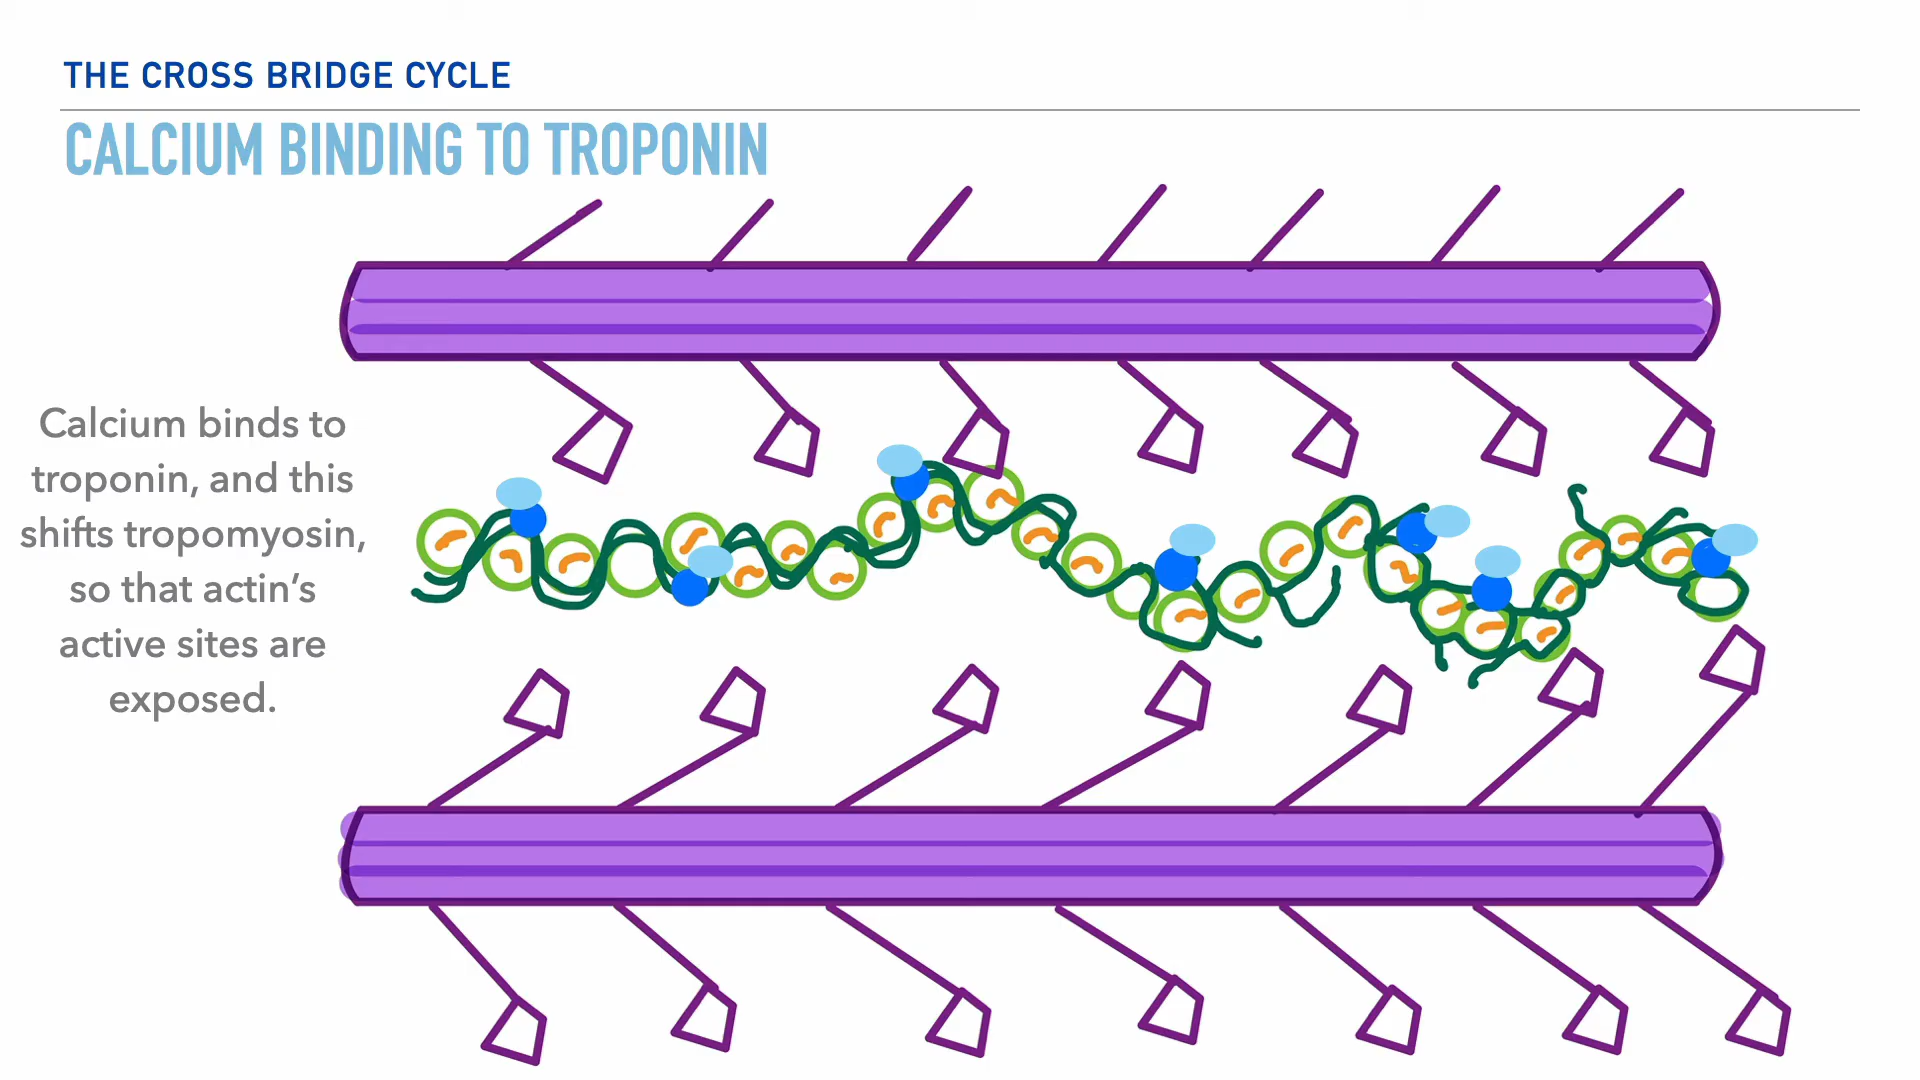 THE CROSS BRIDGE CYCLE
CALCIUM BINDING TO TROPONIN
Calcium binds to
troponin, and this
shifts tropomyosin,
so that actin’s
active sites are
exposed.